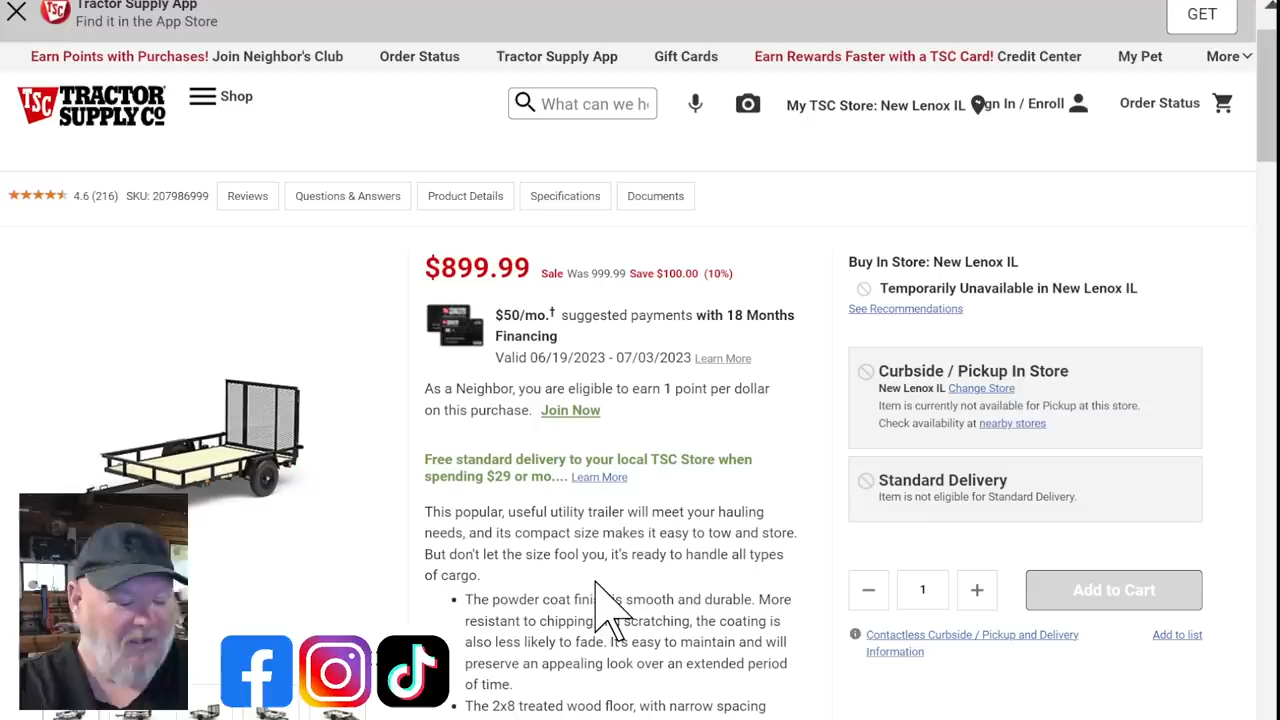 Tractor Supply App
Find it in the App Store
GET
Earn Points with Purchases! Join Neighbor's Club
Order Status
Tractor Supply App
Gift Cards
Earn Rewards Faster with a TSC Card! Credit Center
My Pet
More
TSC TRACTOR SUPPLY CO
Shop
What can we h
My TSC Store: New Lenox IL
gn In / Enroll
Order Status
4.6 (216) SKU: 207986999
Reviews
Questions & Answers
Product Details
Specifications
Documents
$899.99 Sale Was 999.99 Save $100.00 (10%)
$50/mo.† suggested payments with 18 Months
Financing
Valid 06/19/2023 - 07/03/2023 Learn More
As a Neighbor, you are eligible to earn 1 point per dollar
on this purchase. Join Now
Free standard delivery to your local TSC Store when
spending $29 or mo.... Learn More
This popular, useful utility trailer will meet your hauling
needs, and its compact size makes it easy to tow and store.
But don't let the size fool you, it's ready to handle all types
of cargo.
• The powder coat finish is smooth and durable. More
resistant to chipping scratching, the coating is
also less likely to fade. It's easy to maintain and will
preserve an appealing look over an extended period
of time.
• The 2x8 treated wood floor, with narrow spacing
Buy In Store: New Lenox IL
Temporarily Unavailable in New Lenox IL
See Recommendations
Curbside / Pickup In Store
New Lenox IL Change Store
Item is currently not available for Pickup at this store.
Check availability at nearby stores
Standard Delivery
Item is not eligible for Standard Delivery.
1
Add to Cart
Contactless Curbside / Pickup and Delivery
Information
Add to list